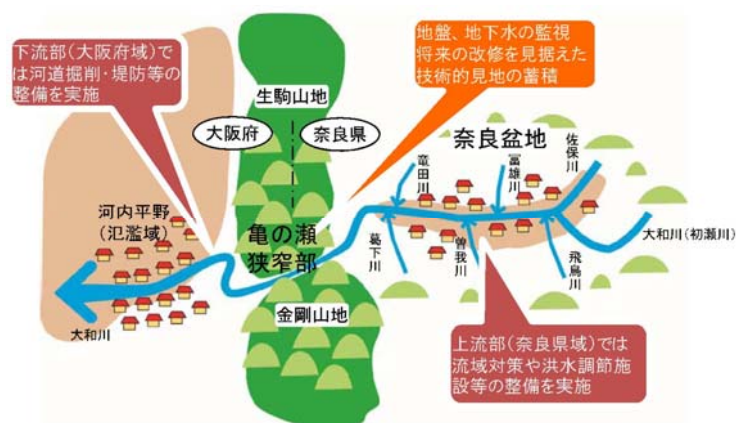 下流部(大阪府域)で
は河道掘削・堤防等の
整備を実施
地盤、地下水の監視
将来の改修を見据えた
技術的見地の蓄積
生駒山地
大阪府
奈良県
奈良盆地
佐保川
富雄川
竜田川
河内平野
(氾濫域)
亀の瀬
狭窄部
葛下川
曽我川
飛鳥川
大和川(初瀬川)
金剛山地
大和川
上流部(奈良県域)では
流域対策や洪水調節施
設等の整備を実施